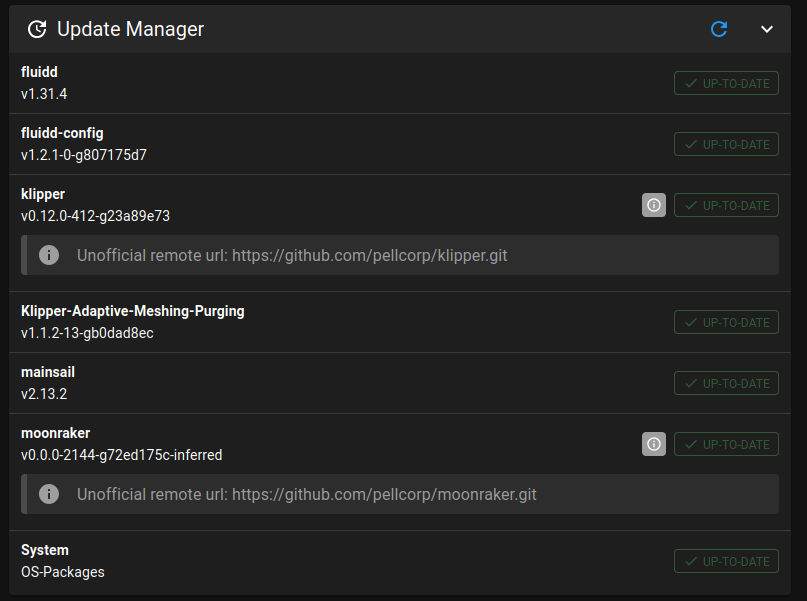 Update Manager
fluidd
v1.31.4
UP-TO-DATE
fluidd-config
v1.2.1-0-g807175d7
UP-TO-DATE
klipper
v0.12.0-412-g23a89e73
UP-TO-DATE
Unofficial remote url: https://github.com/pellcorp/klipper.git
Klipper-Adaptive-Meshing-Purging
v1.1.2-13-gb0dad8ec
UP-TO-DATE
mainsail
v2.13.2
UP-TO-DATE
moonraker
v0.0.0-2144-g72ed175c-inferred
UP-TO-DATE
Unofficial remote url: https://github.com/pellcorp/moonraker.git
System
OS-Packages
UP-TO-DATE